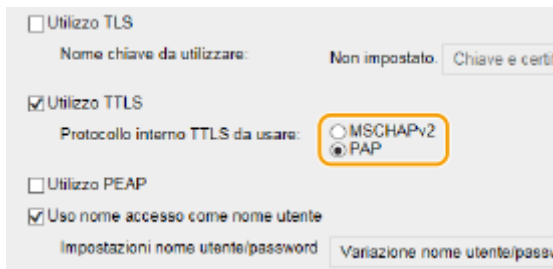 Utilizzo TLS
Nome chiave da utilizzare: Non impostato. Chiave e certi
Utilizzo TTLS
Protocollo interno TTLS da usare: MSCHAPv2
PAP
Utilizzo PEAP
Uso nome accesso come nome utente
Impostazioni nome utente/password Variazione nome utente/passw